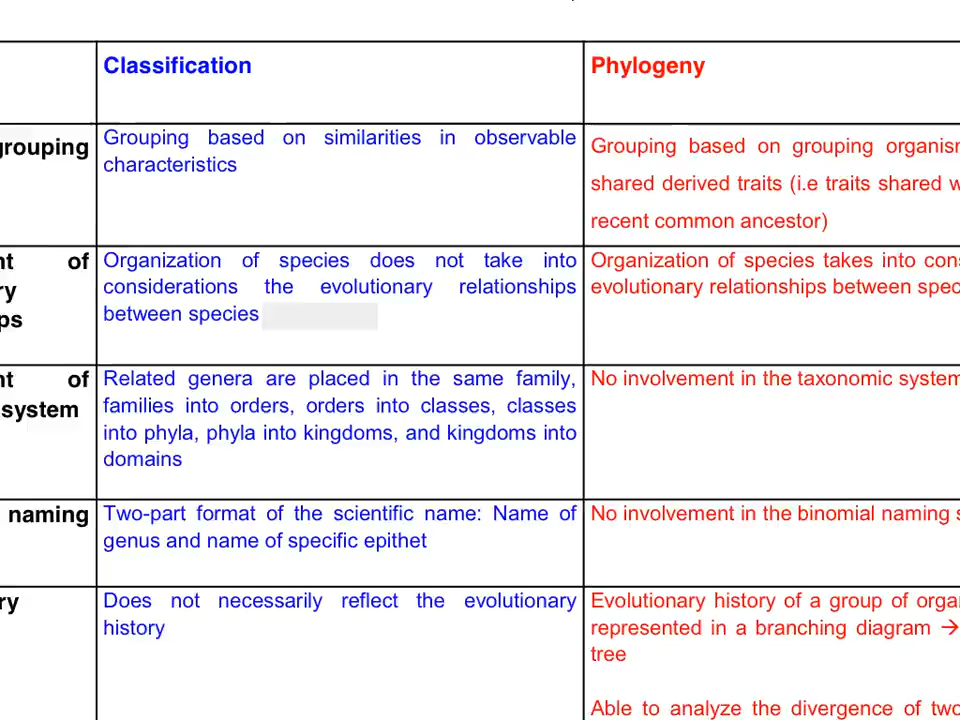 Classification
Phylogeny
grouping
Grouping based on similarities in observable
characteristics
Grouping based on grouping
shared derived traits (i.e traits shared
recent common ancestor)
of
Organization of species does not take into
considerations the evolutionary relationships
between species
Organization of species takes into
evolutionary relationships between
of
system
Related genera are placed in the same family,
families into orders, orders into classes, classes
into phyla, phyla into kingdoms, and kingdoms into
domains
No involvement in the taxonomic system
naming
Two-part format of the scientific name: Name of
genus and name of specific epithet
No involvement in the binomial naming
Does not necessarily reflect the evolutionary
history
Evolutionary history of a group of
represented in a branching diagram →
tree
Able to analyze the divergence of two